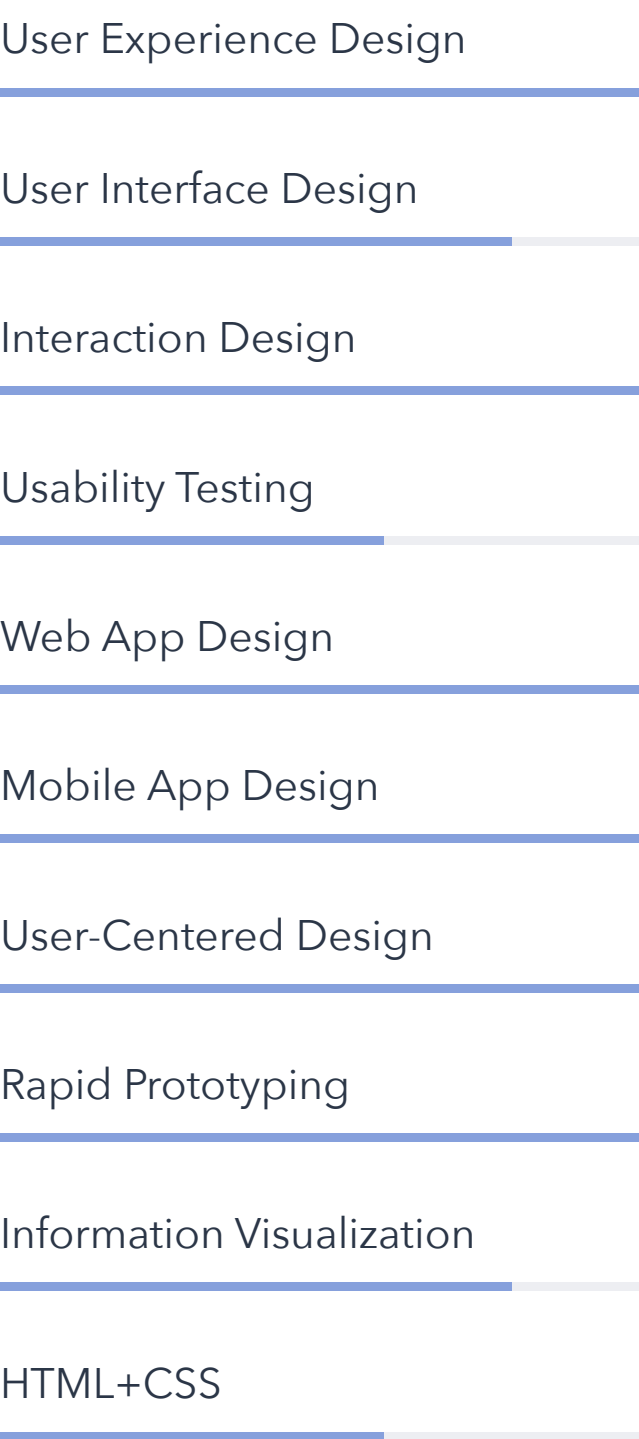 User Experience Design
User Interface Design
Interaction Design
Usability Testing
Web App Design
Mobile App Design
User-Centered Design
Rapid Prototyping
Information Visualization
HTML+CSS